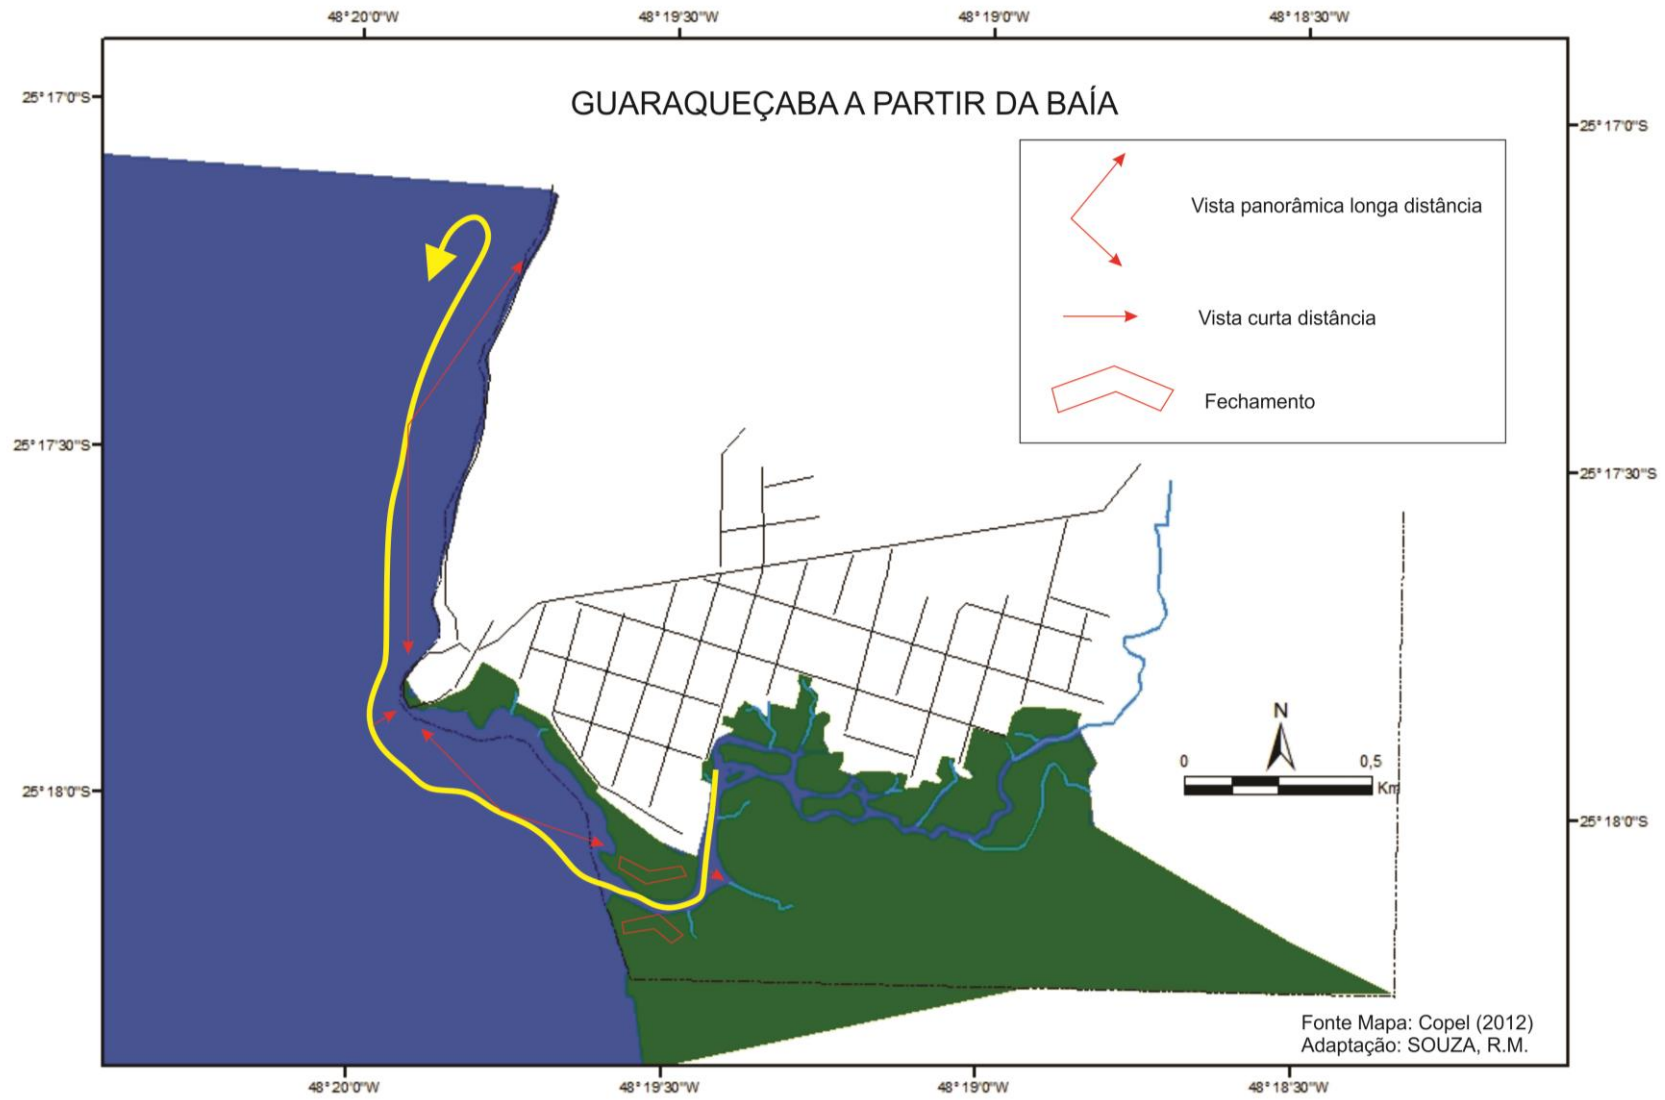 48°20'0"W 48°19'30"W 48°19'0"W 48°18'30"W
25°17'0"S
GUARAQUEÇABA A PARTIR DA BAÍA
25°17'0"S
Vista panorâmica longa distância
Vista curta distância
Fechamento
25°17'30"S
25°17'30"S
N
0 0,5
Km
25°18'0"S
25°18'0"S
Fonte Mapa: Copel (2012)
Adaptação: SOUZA, R.M.
48°20'0"W 48°19'30"W 48°19'0"W 48°18'30"W